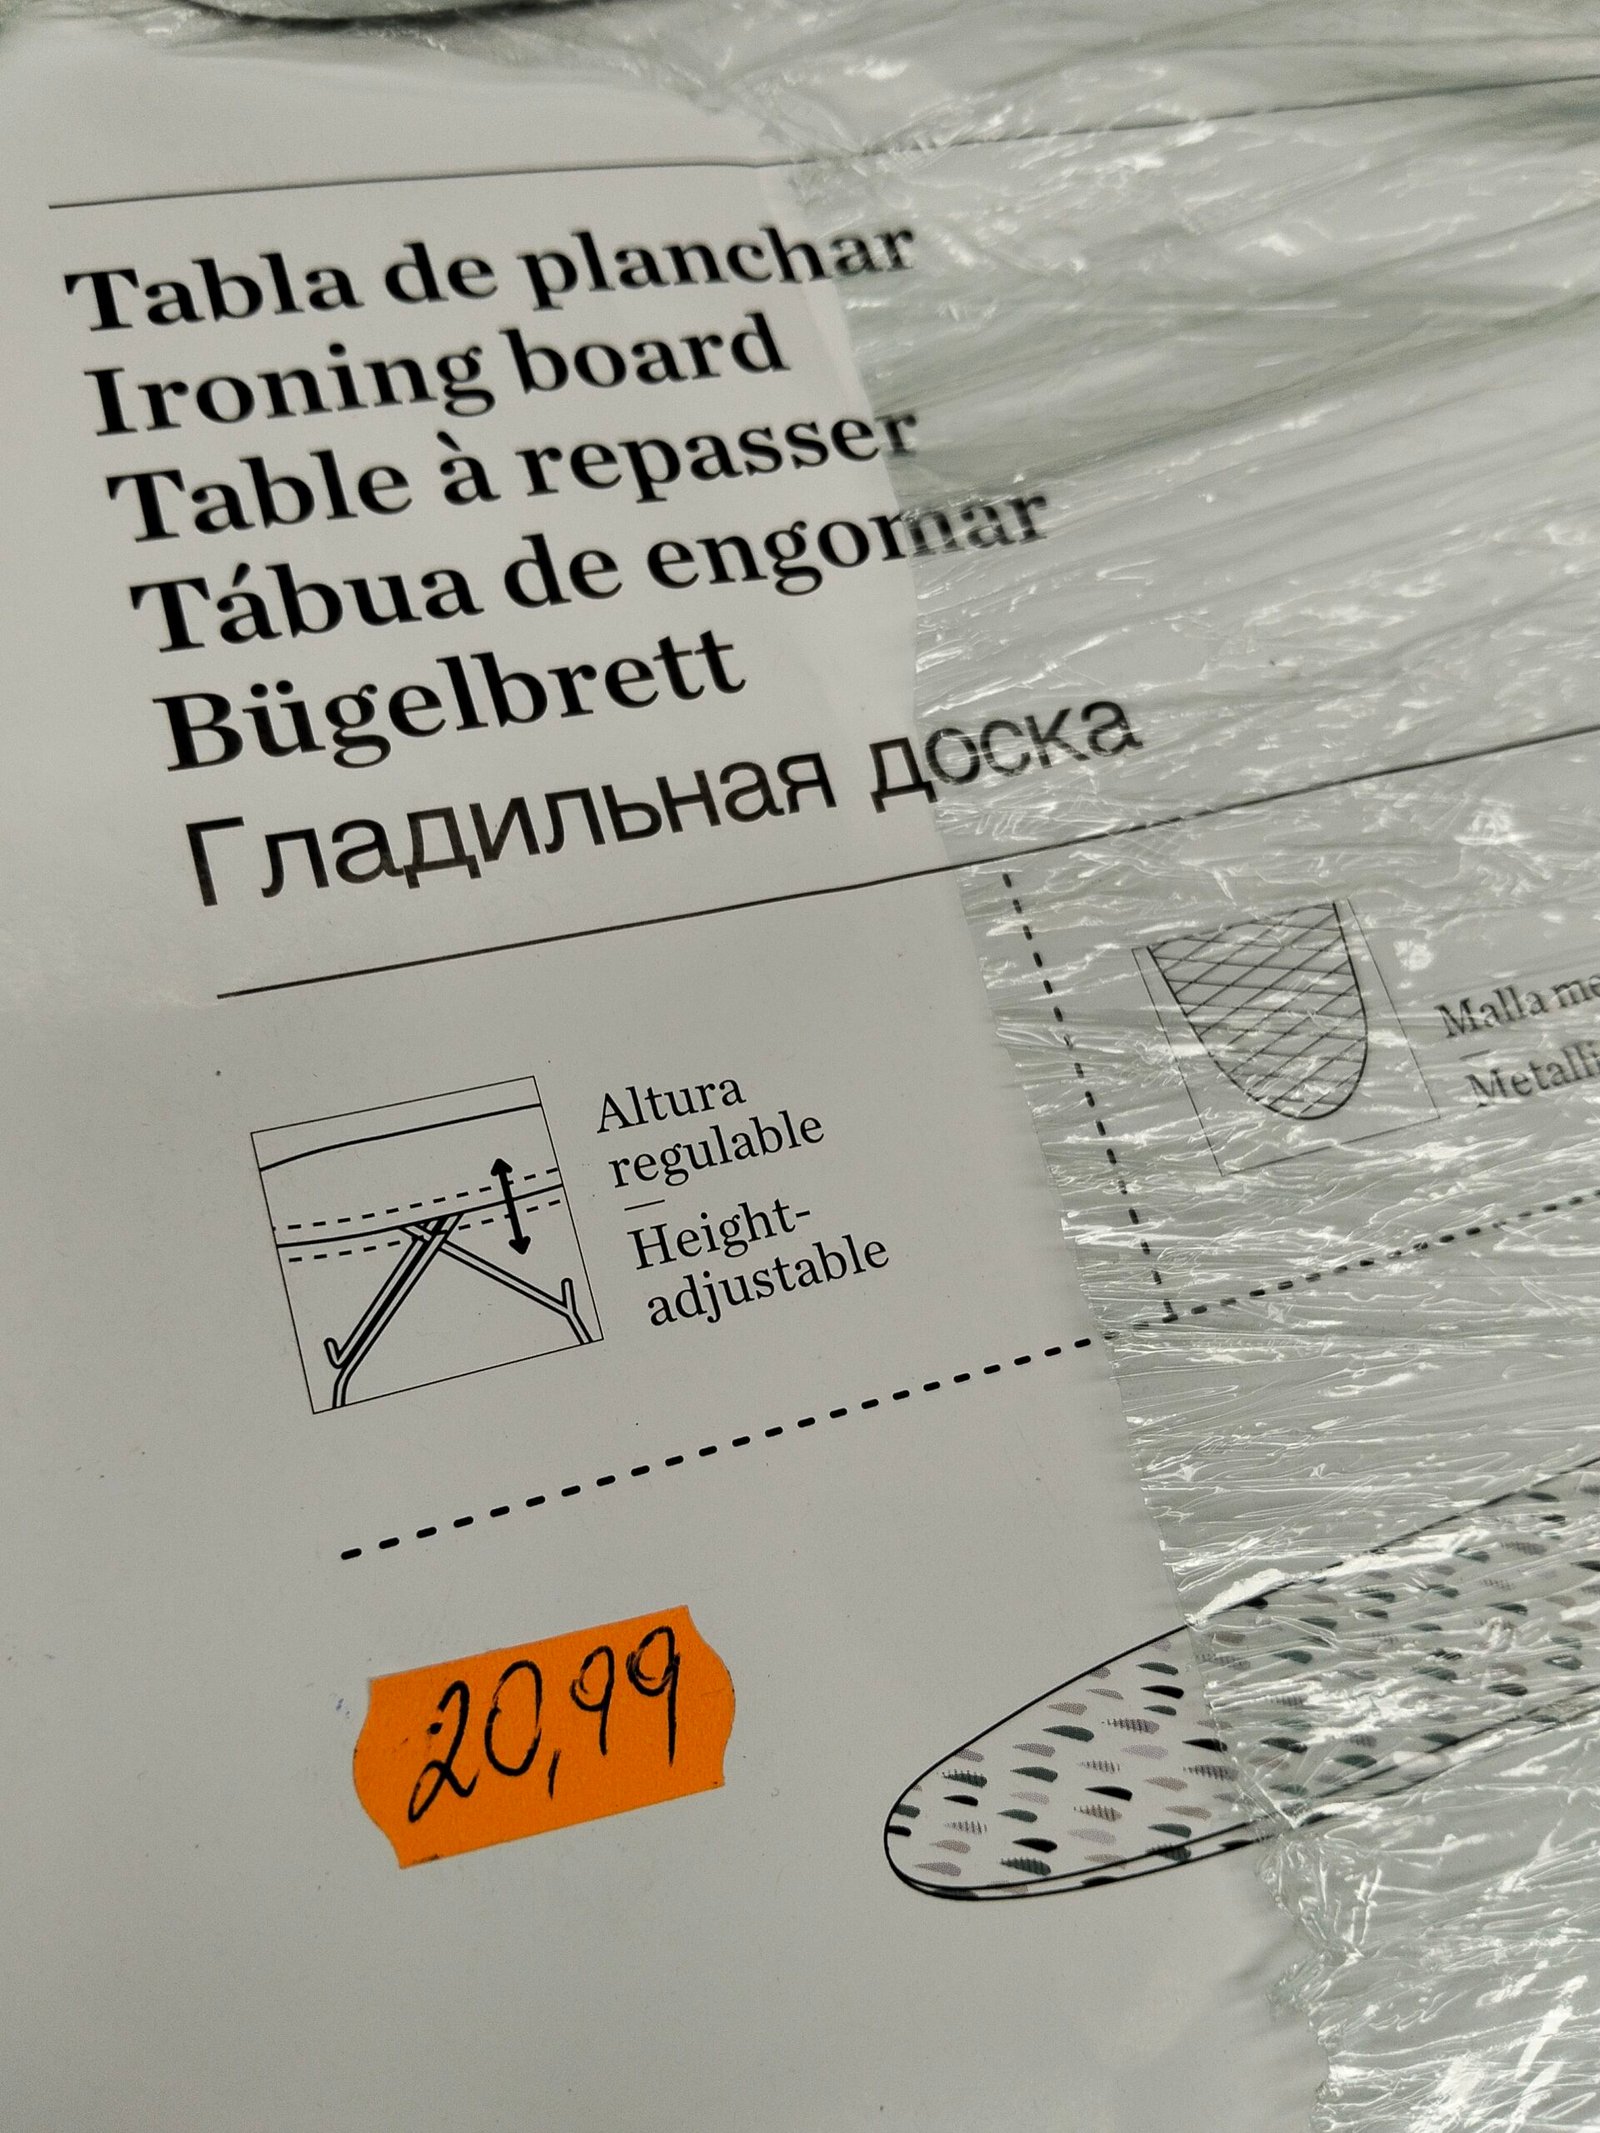 Tabla de planchar
Ironing board
Table à repasser
Tábua de engomar
Bügelbrett
Гладильная доска
Altura
regulable
—
Height-
adjustable
Malla
20,99